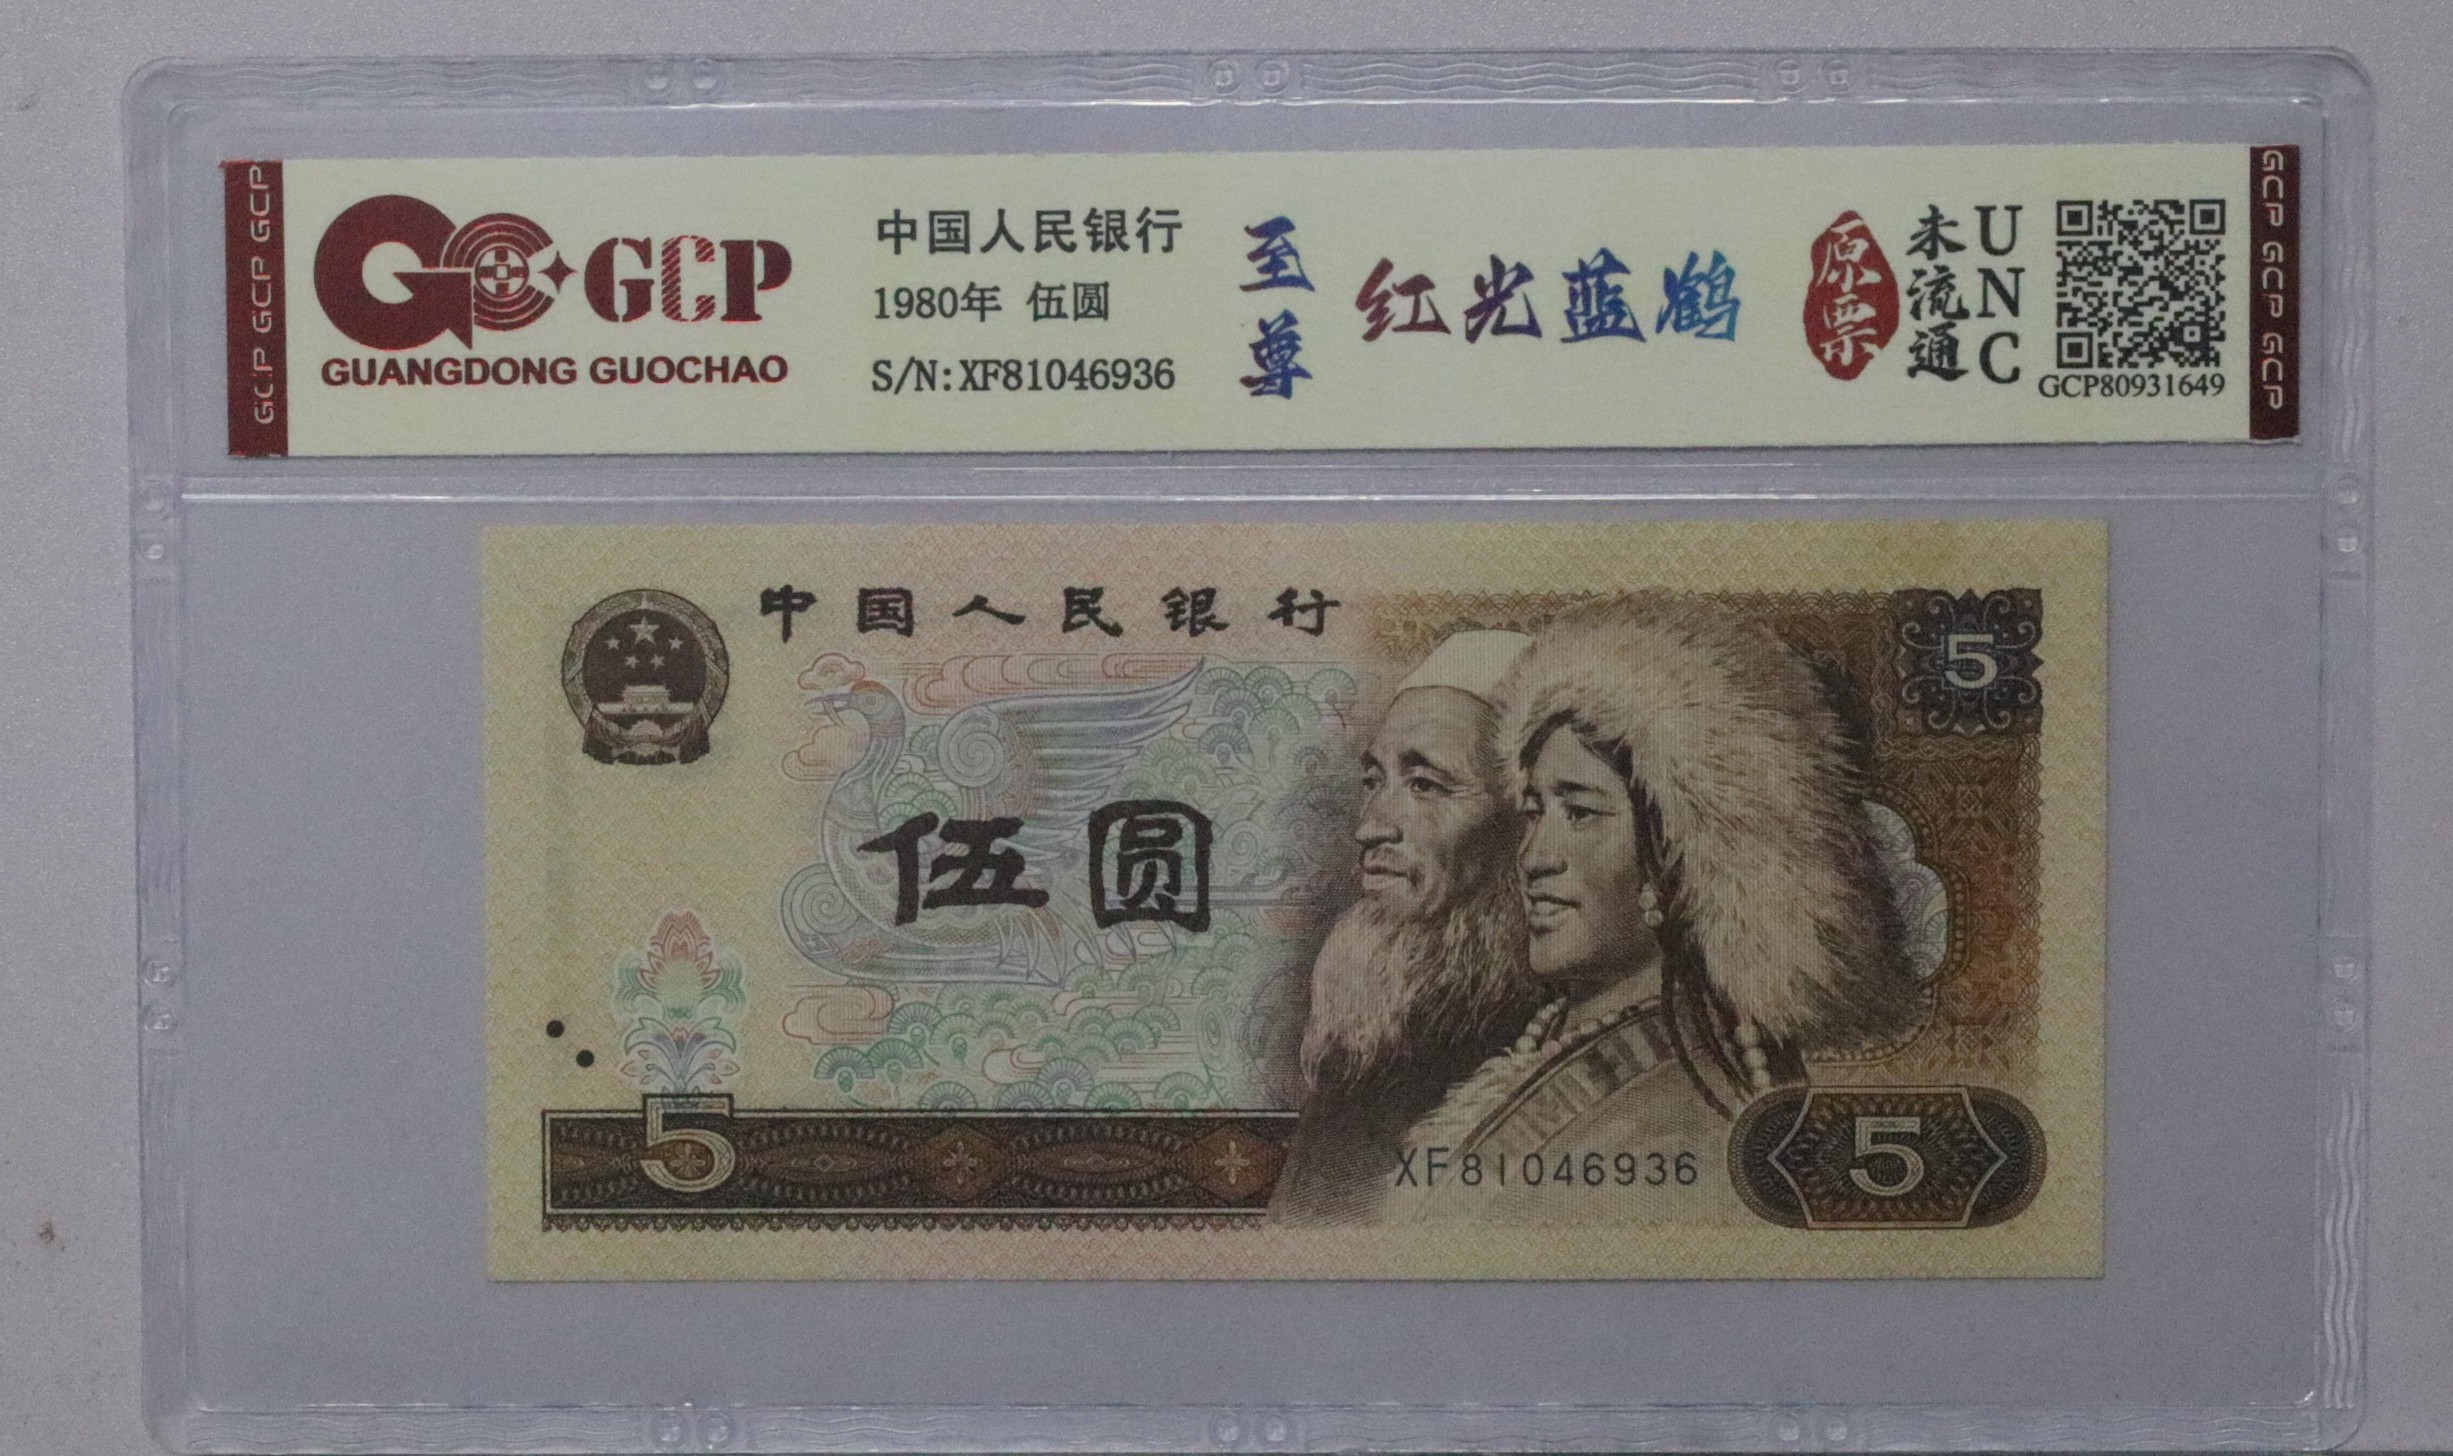 GCP GCP GCP
GCP
GUANGDONG GUOCHAO
中国人民银行
1980年 伍圆
S/N:XF81046936
至尊
红光蓝鹤
原票
未流通
UNC
GCP80931649
GCP GCP GCP
中国人民银行
5
伍圆
5
XF81046936
5